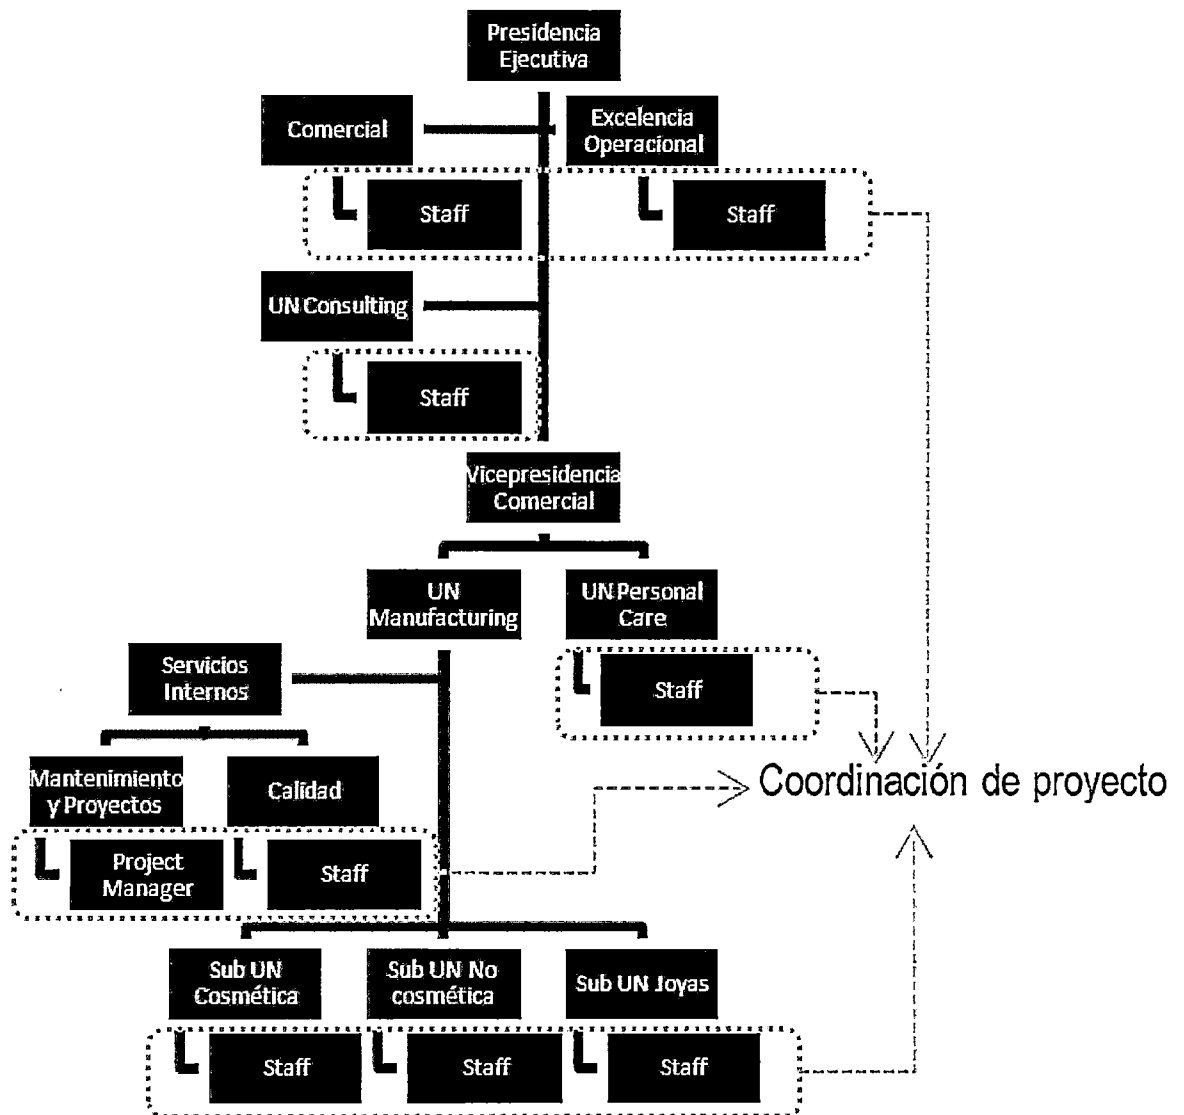 Presidencia
Ejecutiva
Comercial
Excelencia
Operacional
Staff
Staff
UN Consulting
Staff
Vicepresidencia
Comercial
UN
Manufacturing
UN Personal
Care
Servicios
Internos
Staff
Mantenimiento
y Proyectos
Calidad
Coordinación de proyecto
Project
Manager
Staff
Sub UN
Cosmética
Sub UN No
cosmética
Sub UN Joyas
Staff
Staff
Staff